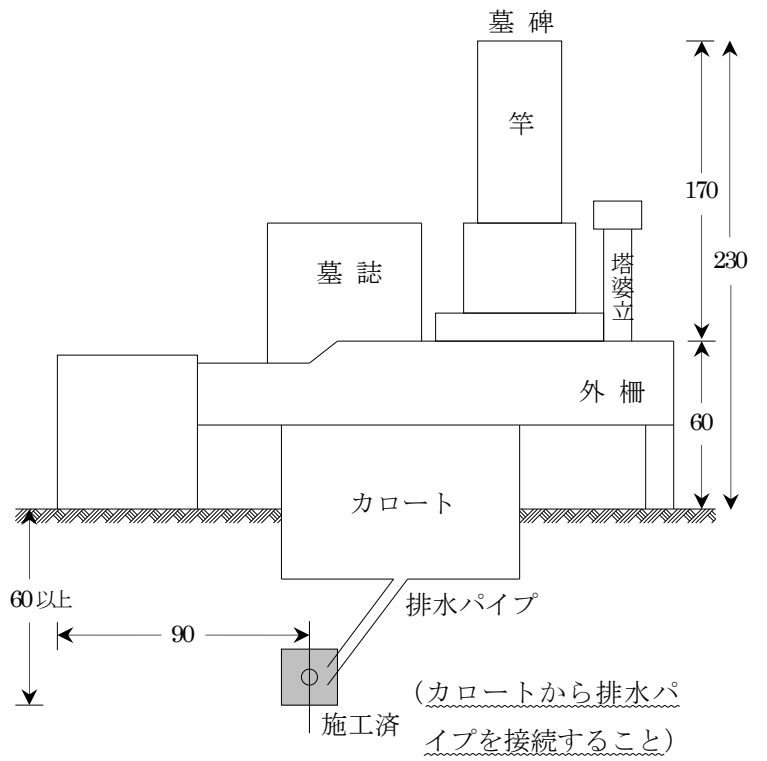 墓 碑
竿
170
塔婆立
230
墓 誌
外 柵
60
カロート
60以上
排水パイプ
90
(カロートから排水パ
イプを接続すること)
施工済